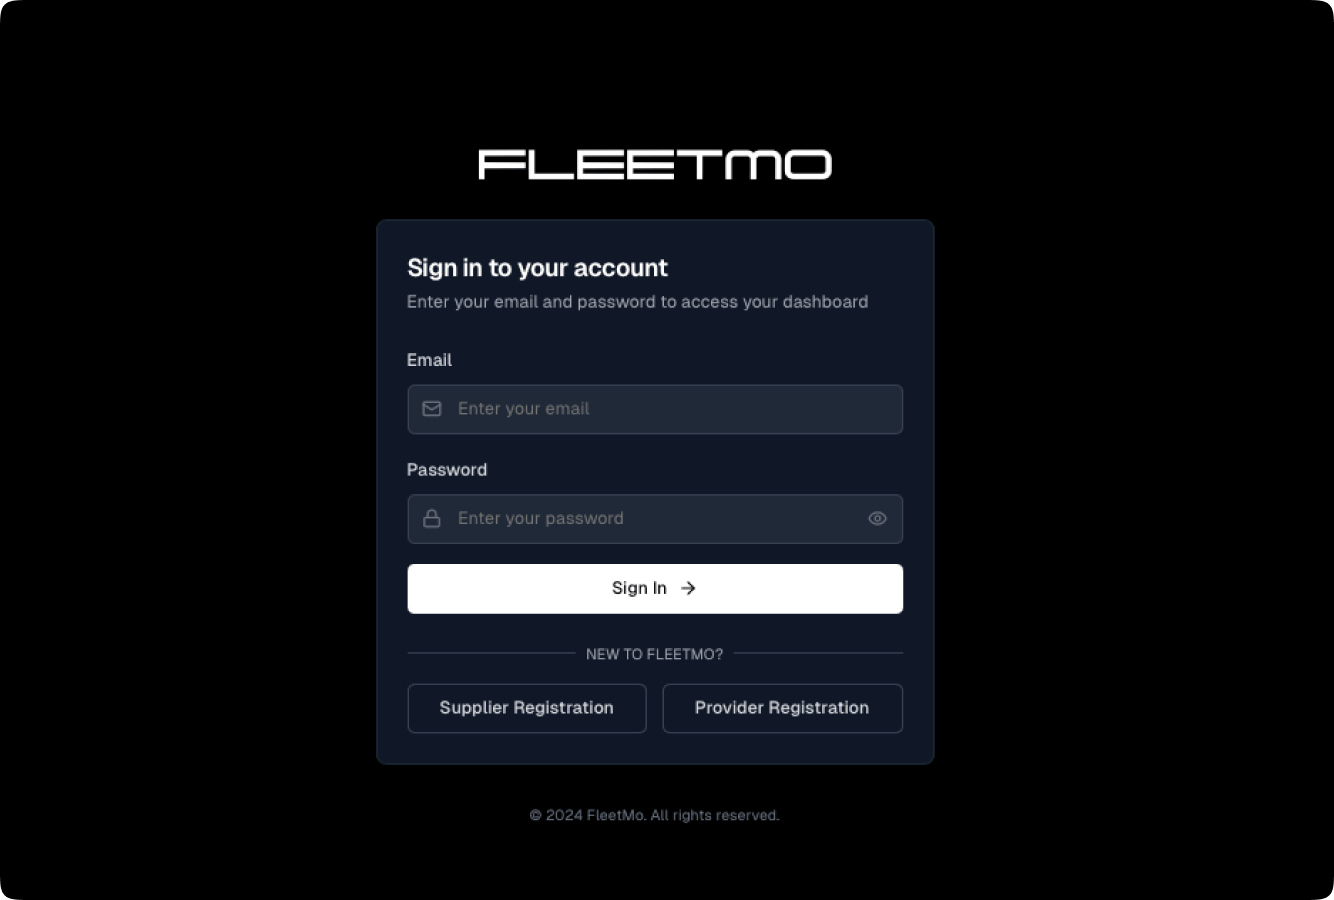 FLEETMO
Sign in to your account
Enter your email and password to access your dashboard
Email
Enter your email
Password
Enter your password
Sign In →
NEW TO FLEETMO?
Supplier Registration
Provider Registration
© 2024 FleetMo. All rights reserved.